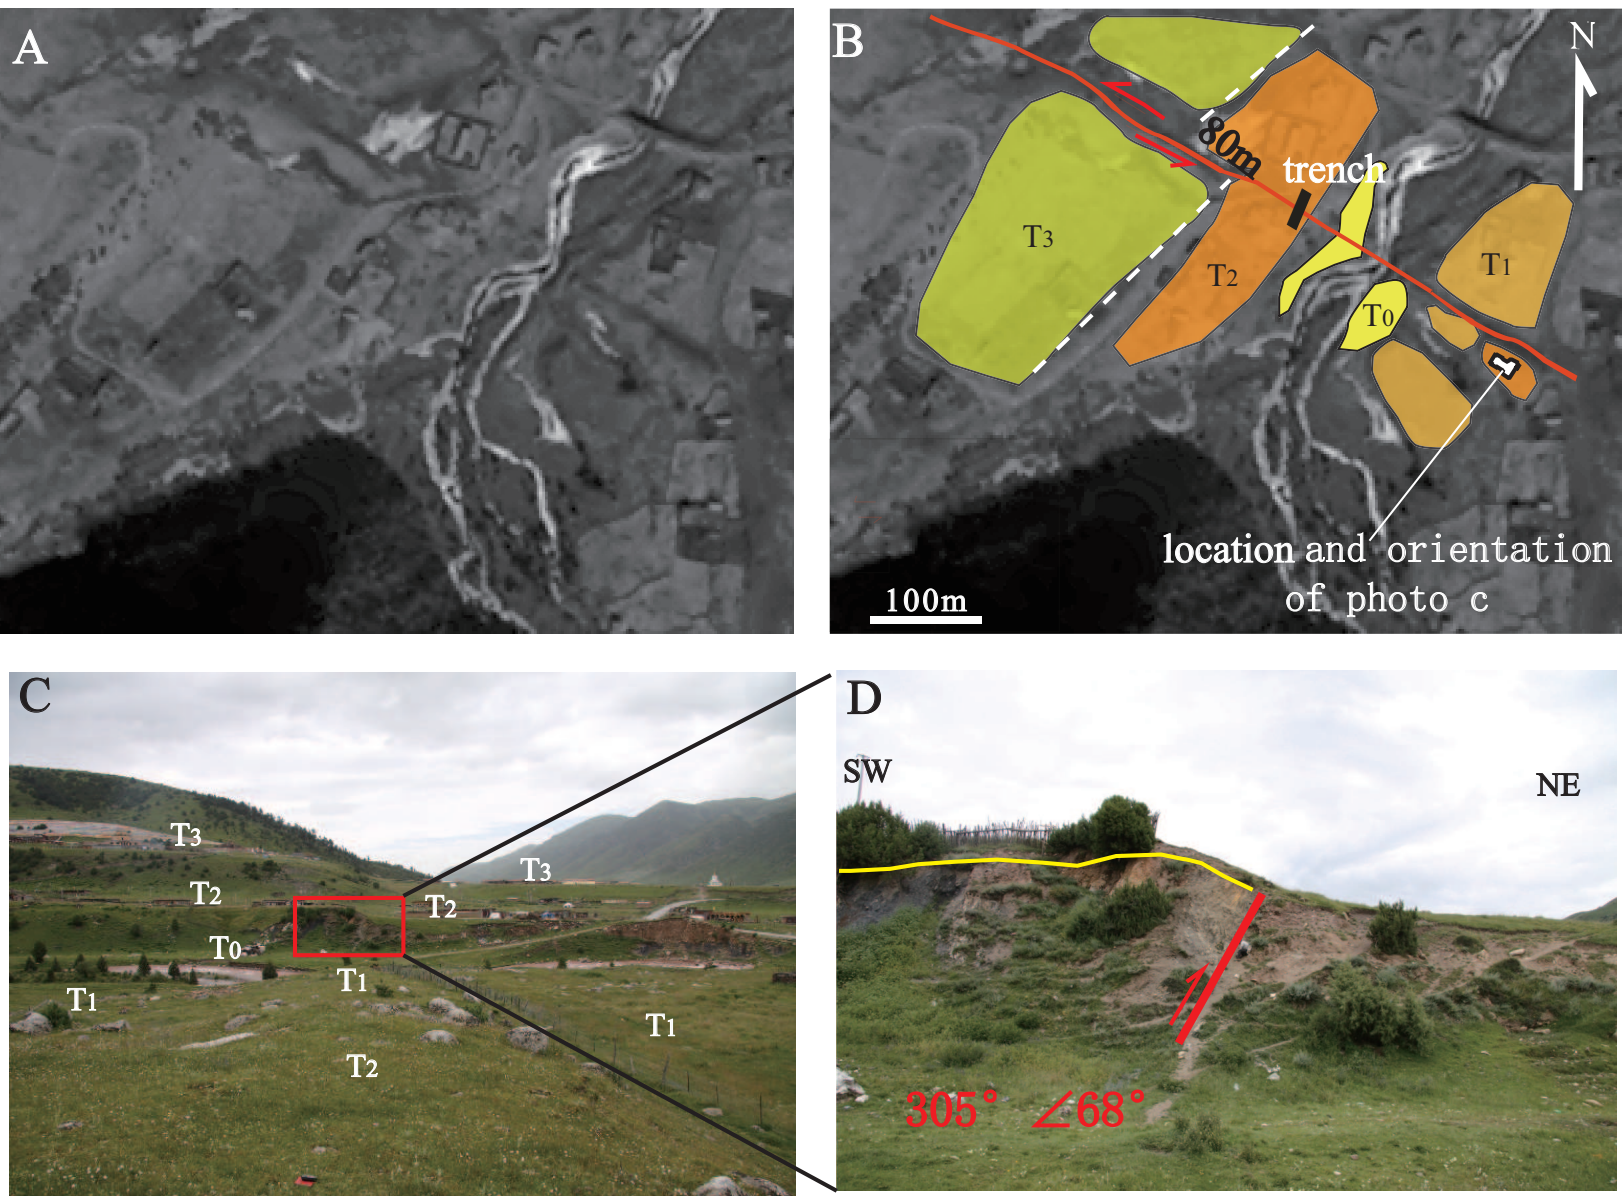 A
B
N
80m
trench
T3
T2
T1
T0
location and orientation
of photo c
100m
C
T3
T3
T2
T2
T0
T1
T1
T1
T2
D
SW
NE
305° ∠68°